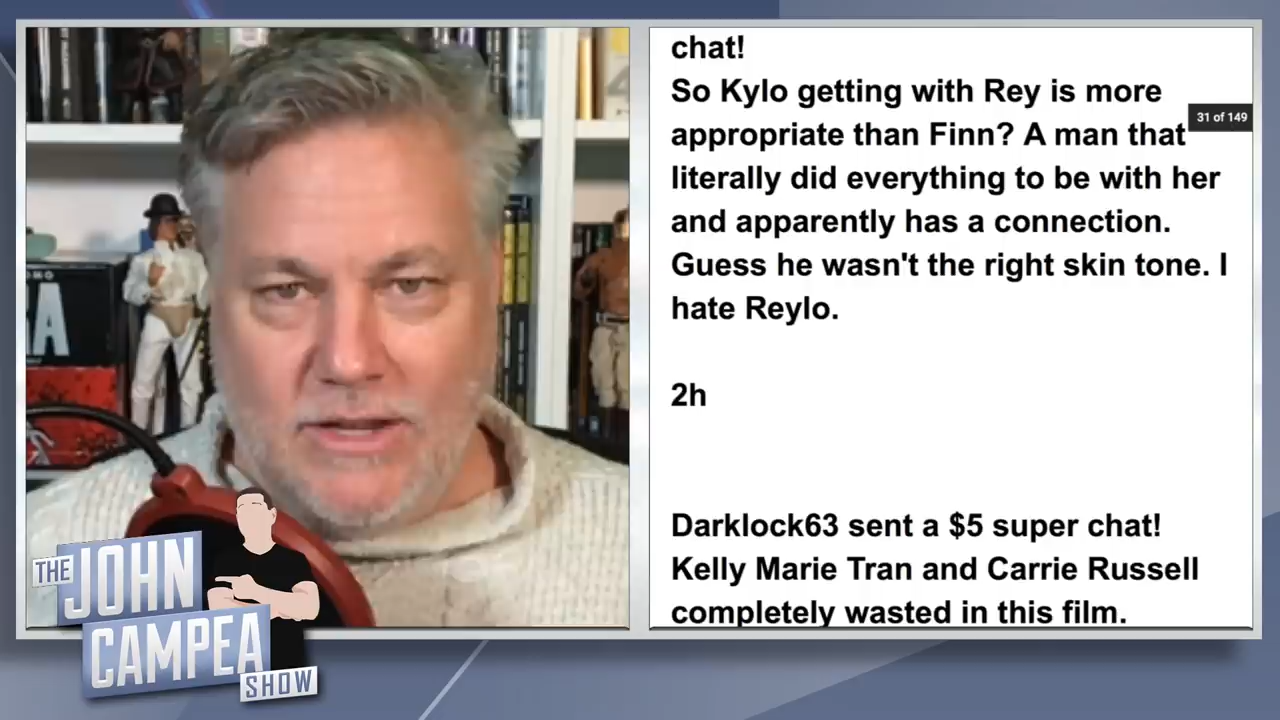 chat!
So Kylo getting with Rey is more
appropriate than Finn? A man that
literally did everything to be with her
and apparently has a connection.
Guess he wasn't the right skin tone. I
hate Reylo.
2h
Darklock63 sent a $5 super chat!
Kelly Marie Tran and Carrie Russell
completely wasted in this film.
31 of 149
THE
JOHN
CAMPEA
SHOW